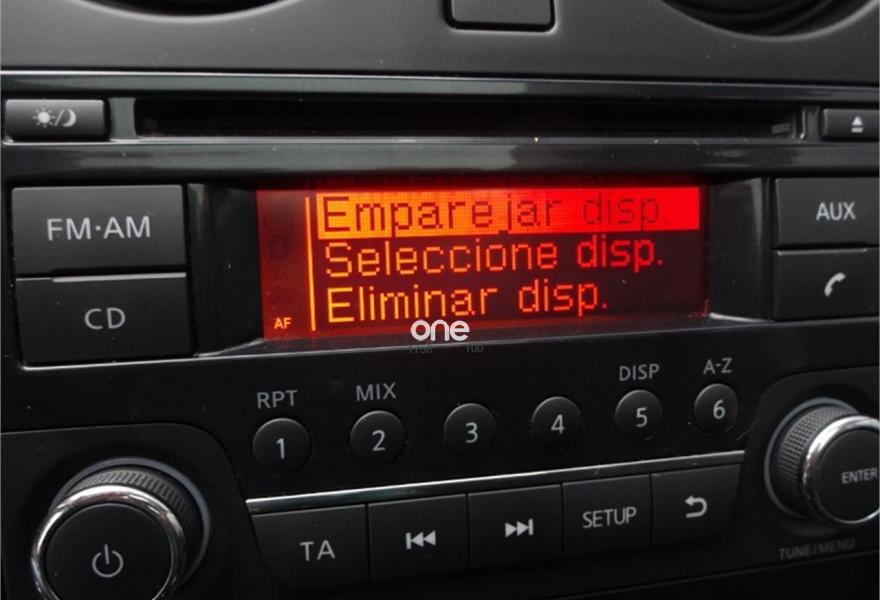 Emparejar disp.
Seleccione disp.
Eliminar disp.
AF
one
FM·AM
CD
AUX
RPT
MIX
DISP
A-Z
1
2
3
4
5
6
TA
SETUP
ENTER
TUNE/MENU